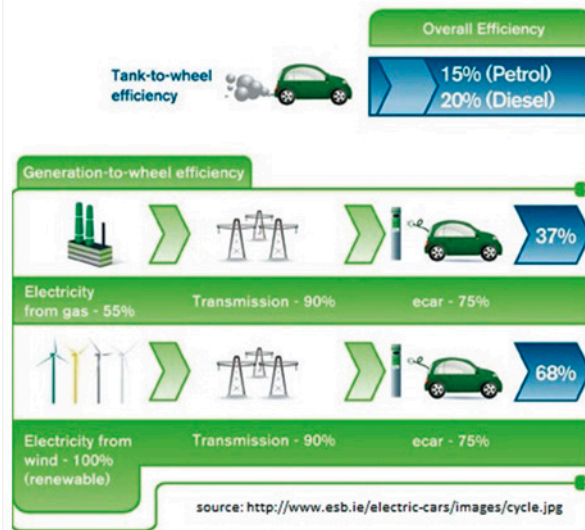 Overall Efficiency
Tank-to-wheel
efficiency
15% (Petrol)
20% (Diesel)
Generation-to-wheel efficiency
37%
Electricity
from gas - 55%
Transmission - 90%
ecar - 75%
68%
Electricity from
wind - 100%
(renewable)
Transmission - 90%
ecar - 75%
source: http://www.esb.ie/electric-cars/images/cycle.jpg